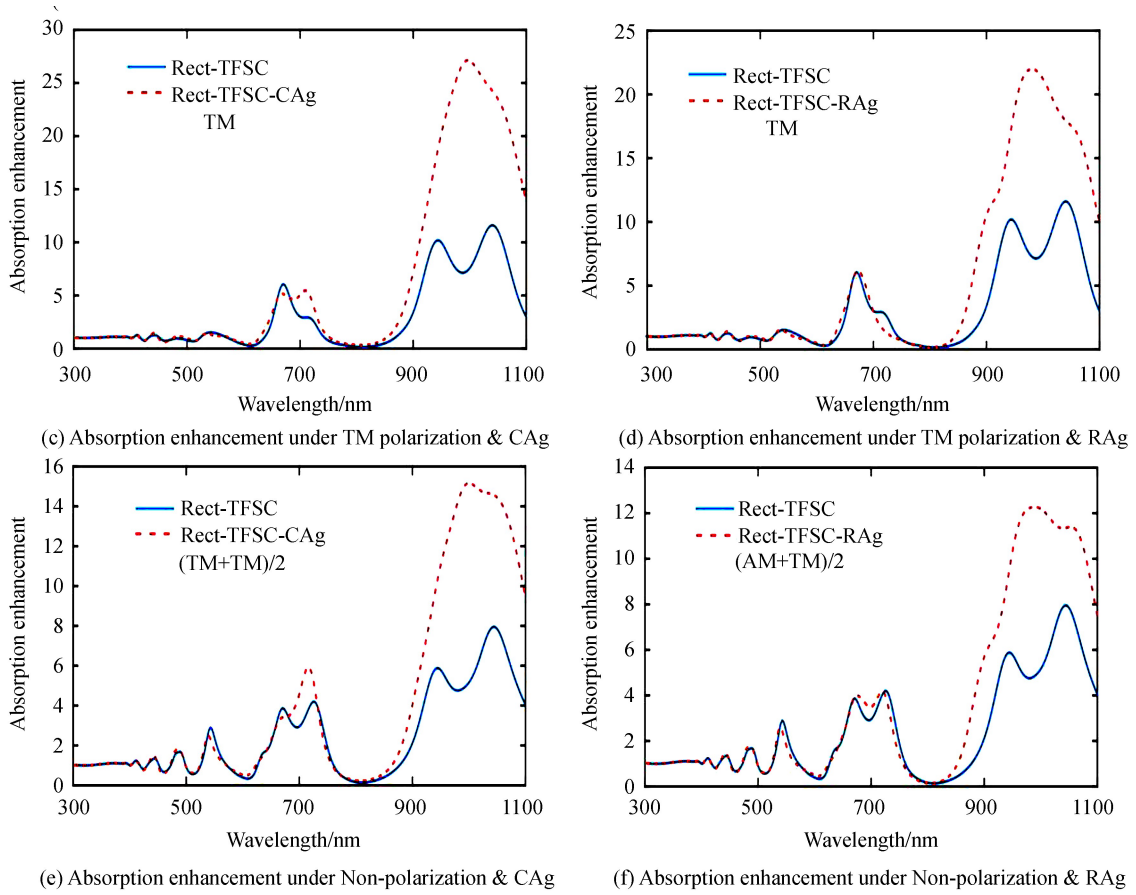 30
25
20
15
10
5
0
300
500
700
900
1100
Absorption enhancement
Wavelength/nm
Rect-TFSC
Rect-TFSC-CAg
TM
(c) Absorption enhancement under TM polarization & CAg
25
20
15
10
5
0
300
500
700
900
1100
Absorption enhancement
Wavelength/nm
Rect-TFSC
Rect-TFSC-RAg
TM
(d) Absorption enhancement under TM polarization & RAg
16
14
12
10
8
6
4
2
0
300
500
700
900
1100
Absorption enhancement
Wavelength/nm
Rect-TFSC
Rect-TFSC-CAg
(TM+TM)/2
(e) Absorption enhancement under Non-polarization & CAg
14
12
10
8
6
4
2
0
300
500
700
900
1100
Absorption enhancement
Wavelength/nm
Rect-TFSC
Rect-TFSC-RAg
(AM+TM)/2
(f) Absorption enhancement under Non-polarization & RAg